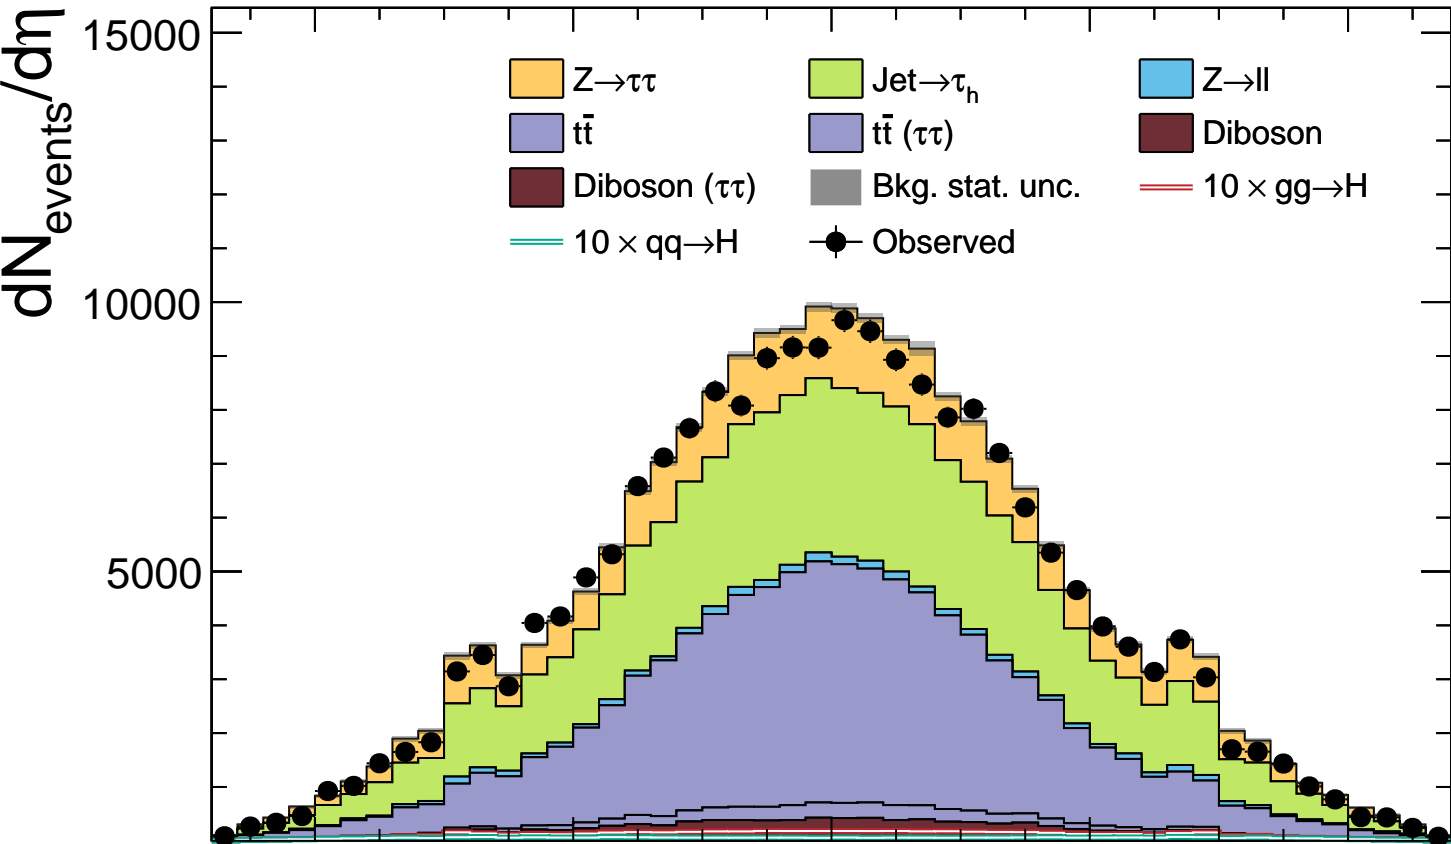 dN_events/dη
15000
10000
5000
Z→ττ
Jet→τ_h
Z→ll
tt̄
tt̄ (ττ)
Diboson
Diboson (ττ)
Bkg. stat. unc.
10 × gg→H
10 × qq→H
Observed